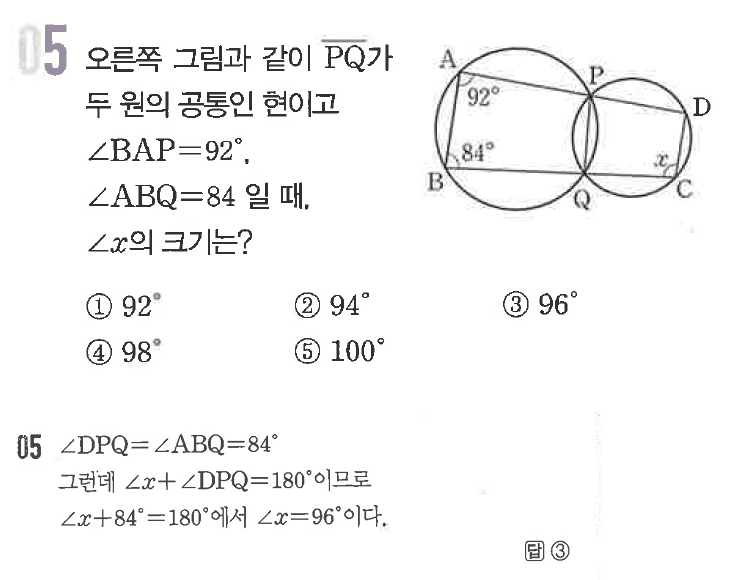 05 오른쪽 그림과 같이 PQ가
두 원의 공통인 현이고
∠BAP=92°,
∠ABQ=84 일 때,
∠x의 크기는?
A
P
D
92°
84°
x
B
Q
C
① 92° ② 94° ③ 96°
④ 98° ⑤ 100°
05 ∠DPQ=∠ABQ=84°
그런데 ∠x+∠DPQ=180°이므로
∠x+84°=180°에서 ∠x=96°이다.
답 ③